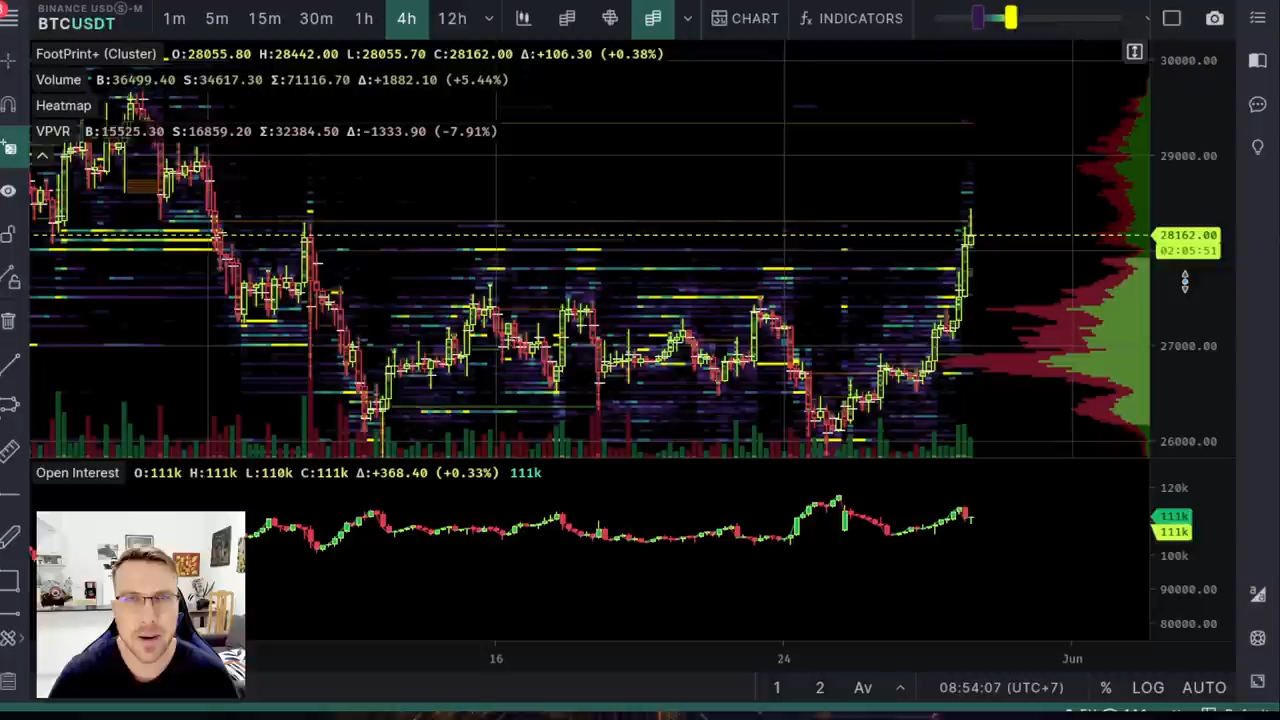 BINANCE USDⓈ-M
BTCUSDT
1m 5m 15m 30m 1h 4h 12h
CHART
INDICATORS
FootPrint+ (Cluster) O:28055.80 H:28442.00 L:28055.70 C:28162.00 Δ:+106.30 (+0.38%)
Volume B:36499.40 S:34617.30 Σ:71116.70 Δ:+1882.10 (+5.44%)
Heatmap
VPVR B:15525.30 S:16859.20 Σ:32384.50 Δ:-1333.90 (-7.91%)
30000.00
29000.00
28162.00
02:05:51
27000.00
26000.00
Open Interest O:111k H:111k L:110k C:111k Δ:+368.40 (+0.33%) 111k
120k
111k
111k
100k
90000.00
80000.00
16 24 Jun
1 2 Av 08:54:07 (UTC+7) % LOG AUTO